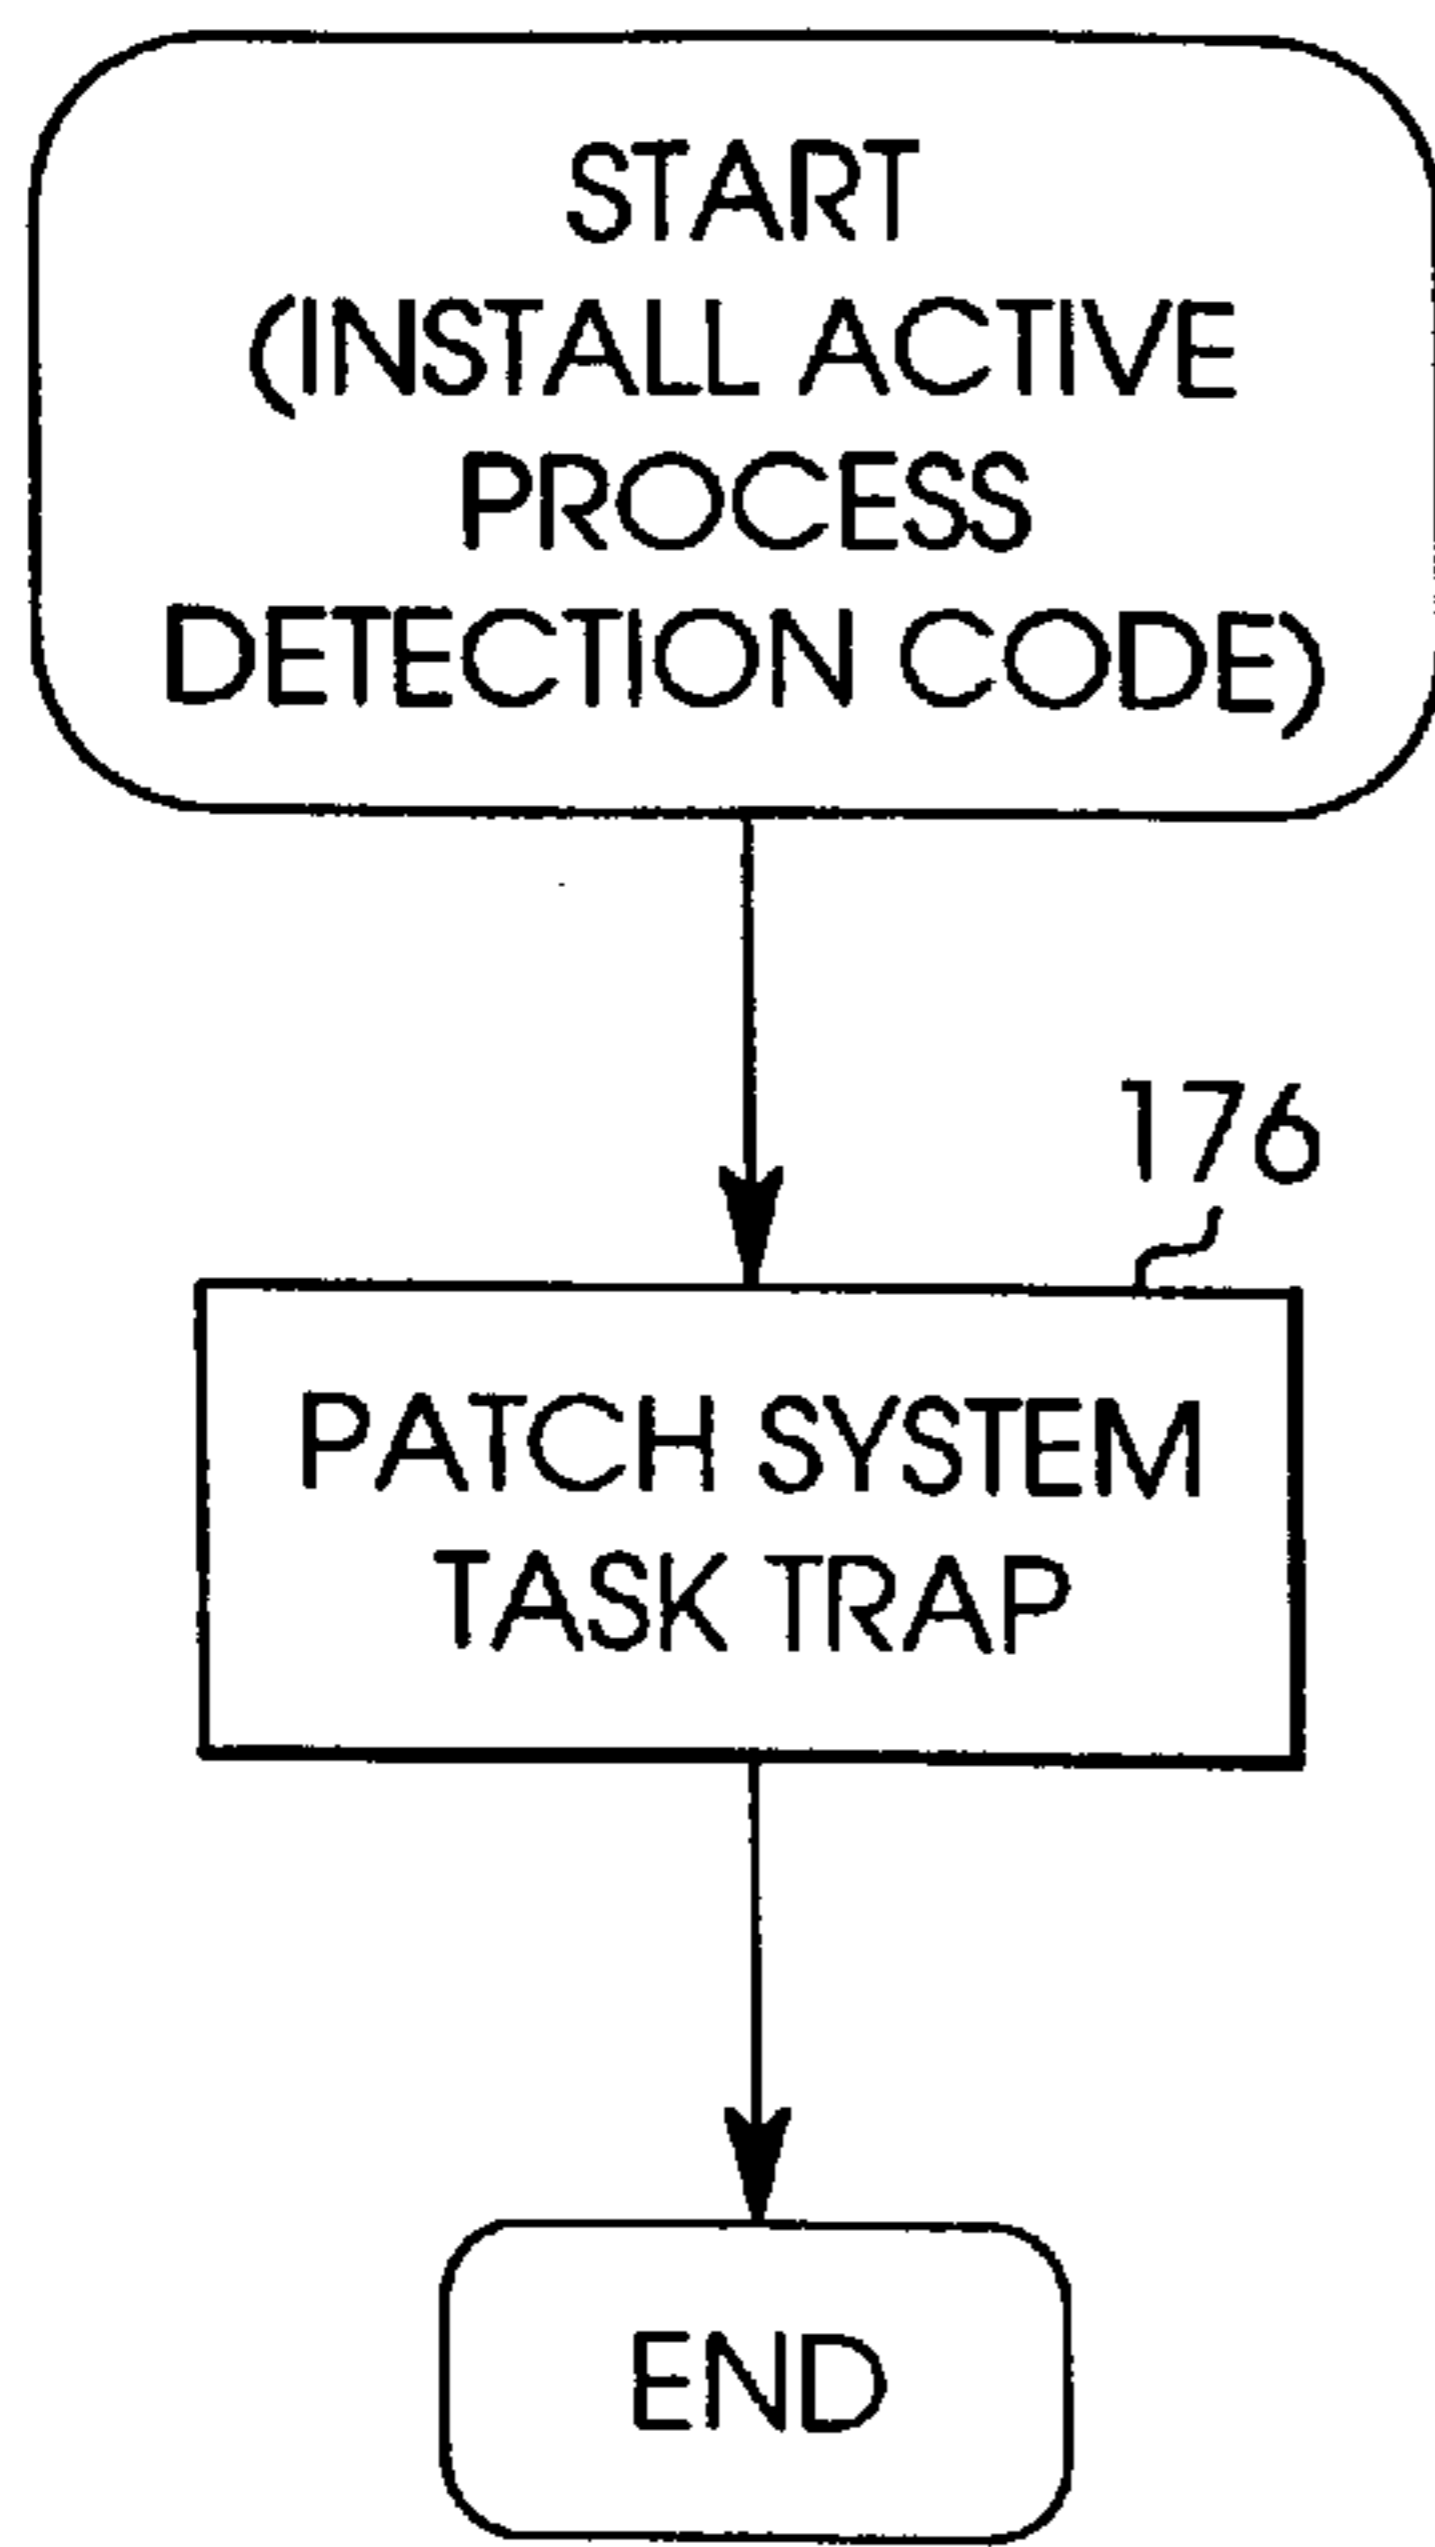 START
(INSTALL ACTIVE
PROCESS
DETECTION CODE)
176
PATCH SYSTEM
TASK TRAP
END